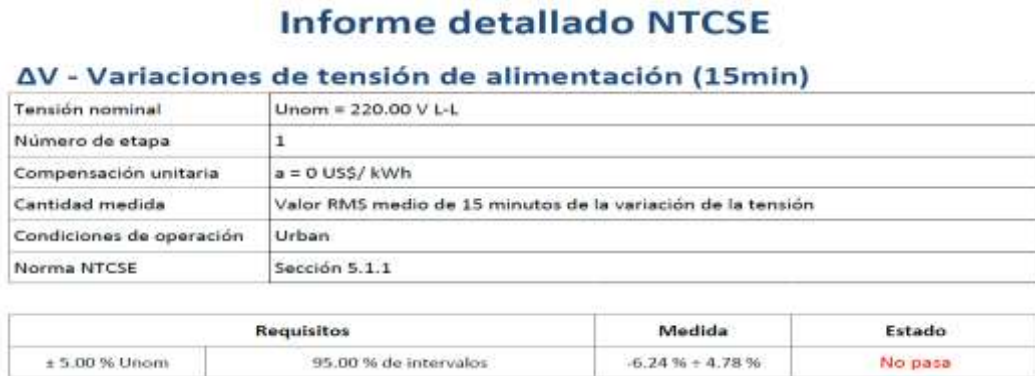 Informe detallado NTCSE
ΔV - Variaciones de tensión de alimentación (15min)
Tensión nominal Unom = 220.00 V L-L
Número de etapa 1
Compensación unitaria a = 0 US$/ kWh
Cantidad medida Valor RMS medio de 15 minutos de la variación de la tensión
Condiciones de operación Urban
Norma NTCSE Sección 5.1.1
Requisitos Medida Estado
± 5.00 % Unom 95.00 % de intervalos -6.24 % ÷ 4.78 % No pasa